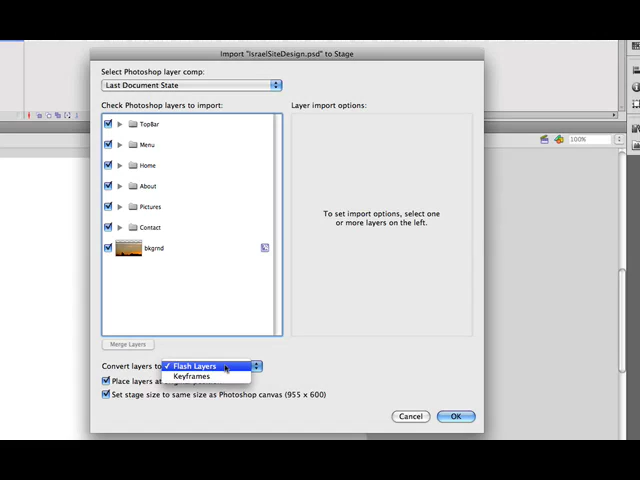 Import "IsraelSiteDesign.psd" to Stage
Select Photoshop layer comp:
Last Document State
Check Photoshop layers to import:
Layer import options:
TopBar
Menu
Home
About
Pictures
Contact
bkgrnd
To set import options, select one
or more layers on the left.
100%
Merge Layers
Convert layers to
✓ Flash Layers
Keyframes
Place layers at
Set stage size to same size as Photoshop canvas (955 x 600)
Cancel
OK